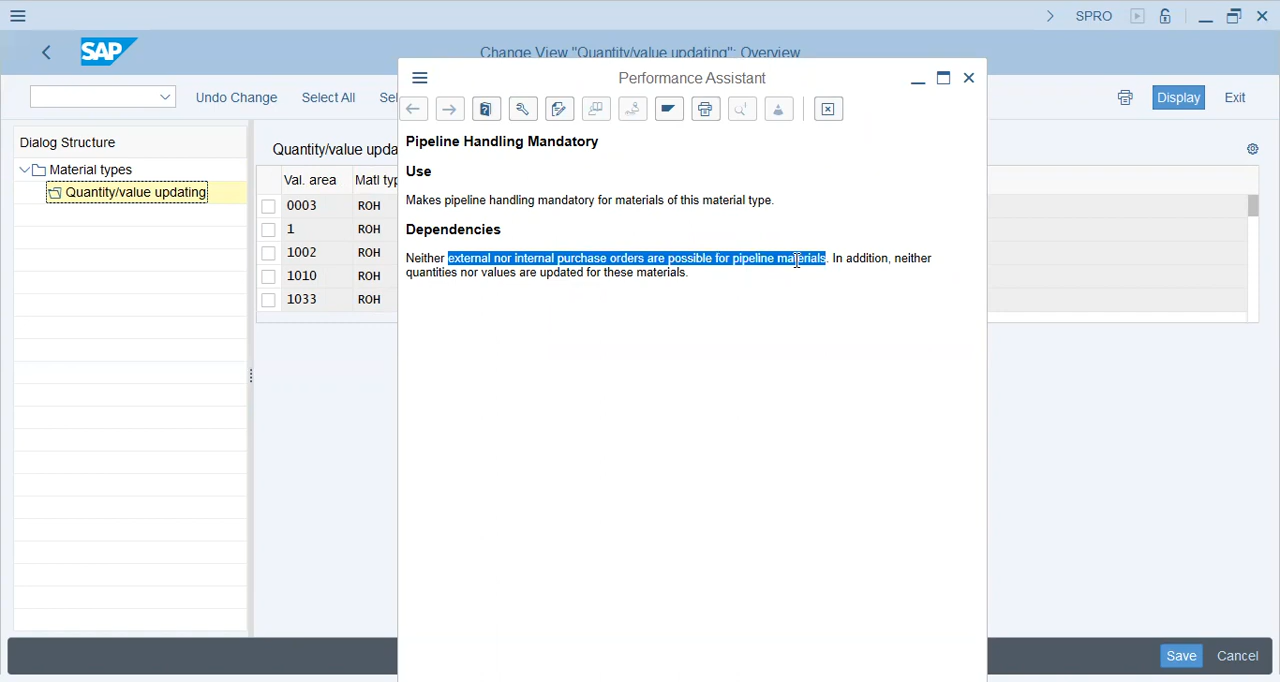 SPRO
SAP
Change View "Quantity/value updating": Overview
Undo Change
Select All
Sel
Display
Exit
Dialog Structure
Material types
Quantity/value updating
Quantity/value upda
Val. area
Matl typ
0003
ROH
1
ROH
1002
ROH
1010
ROH
1033
ROH
Performance Assistant
Pipeline Handling Mandatory
Use
Makes pipeline handling mandatory for materials of this material type.
Dependencies
Neither external nor internal purchase orders are possible for pipeline materials. In addition, neither
quantities nor values are updated for these materials.
Save
Cancel